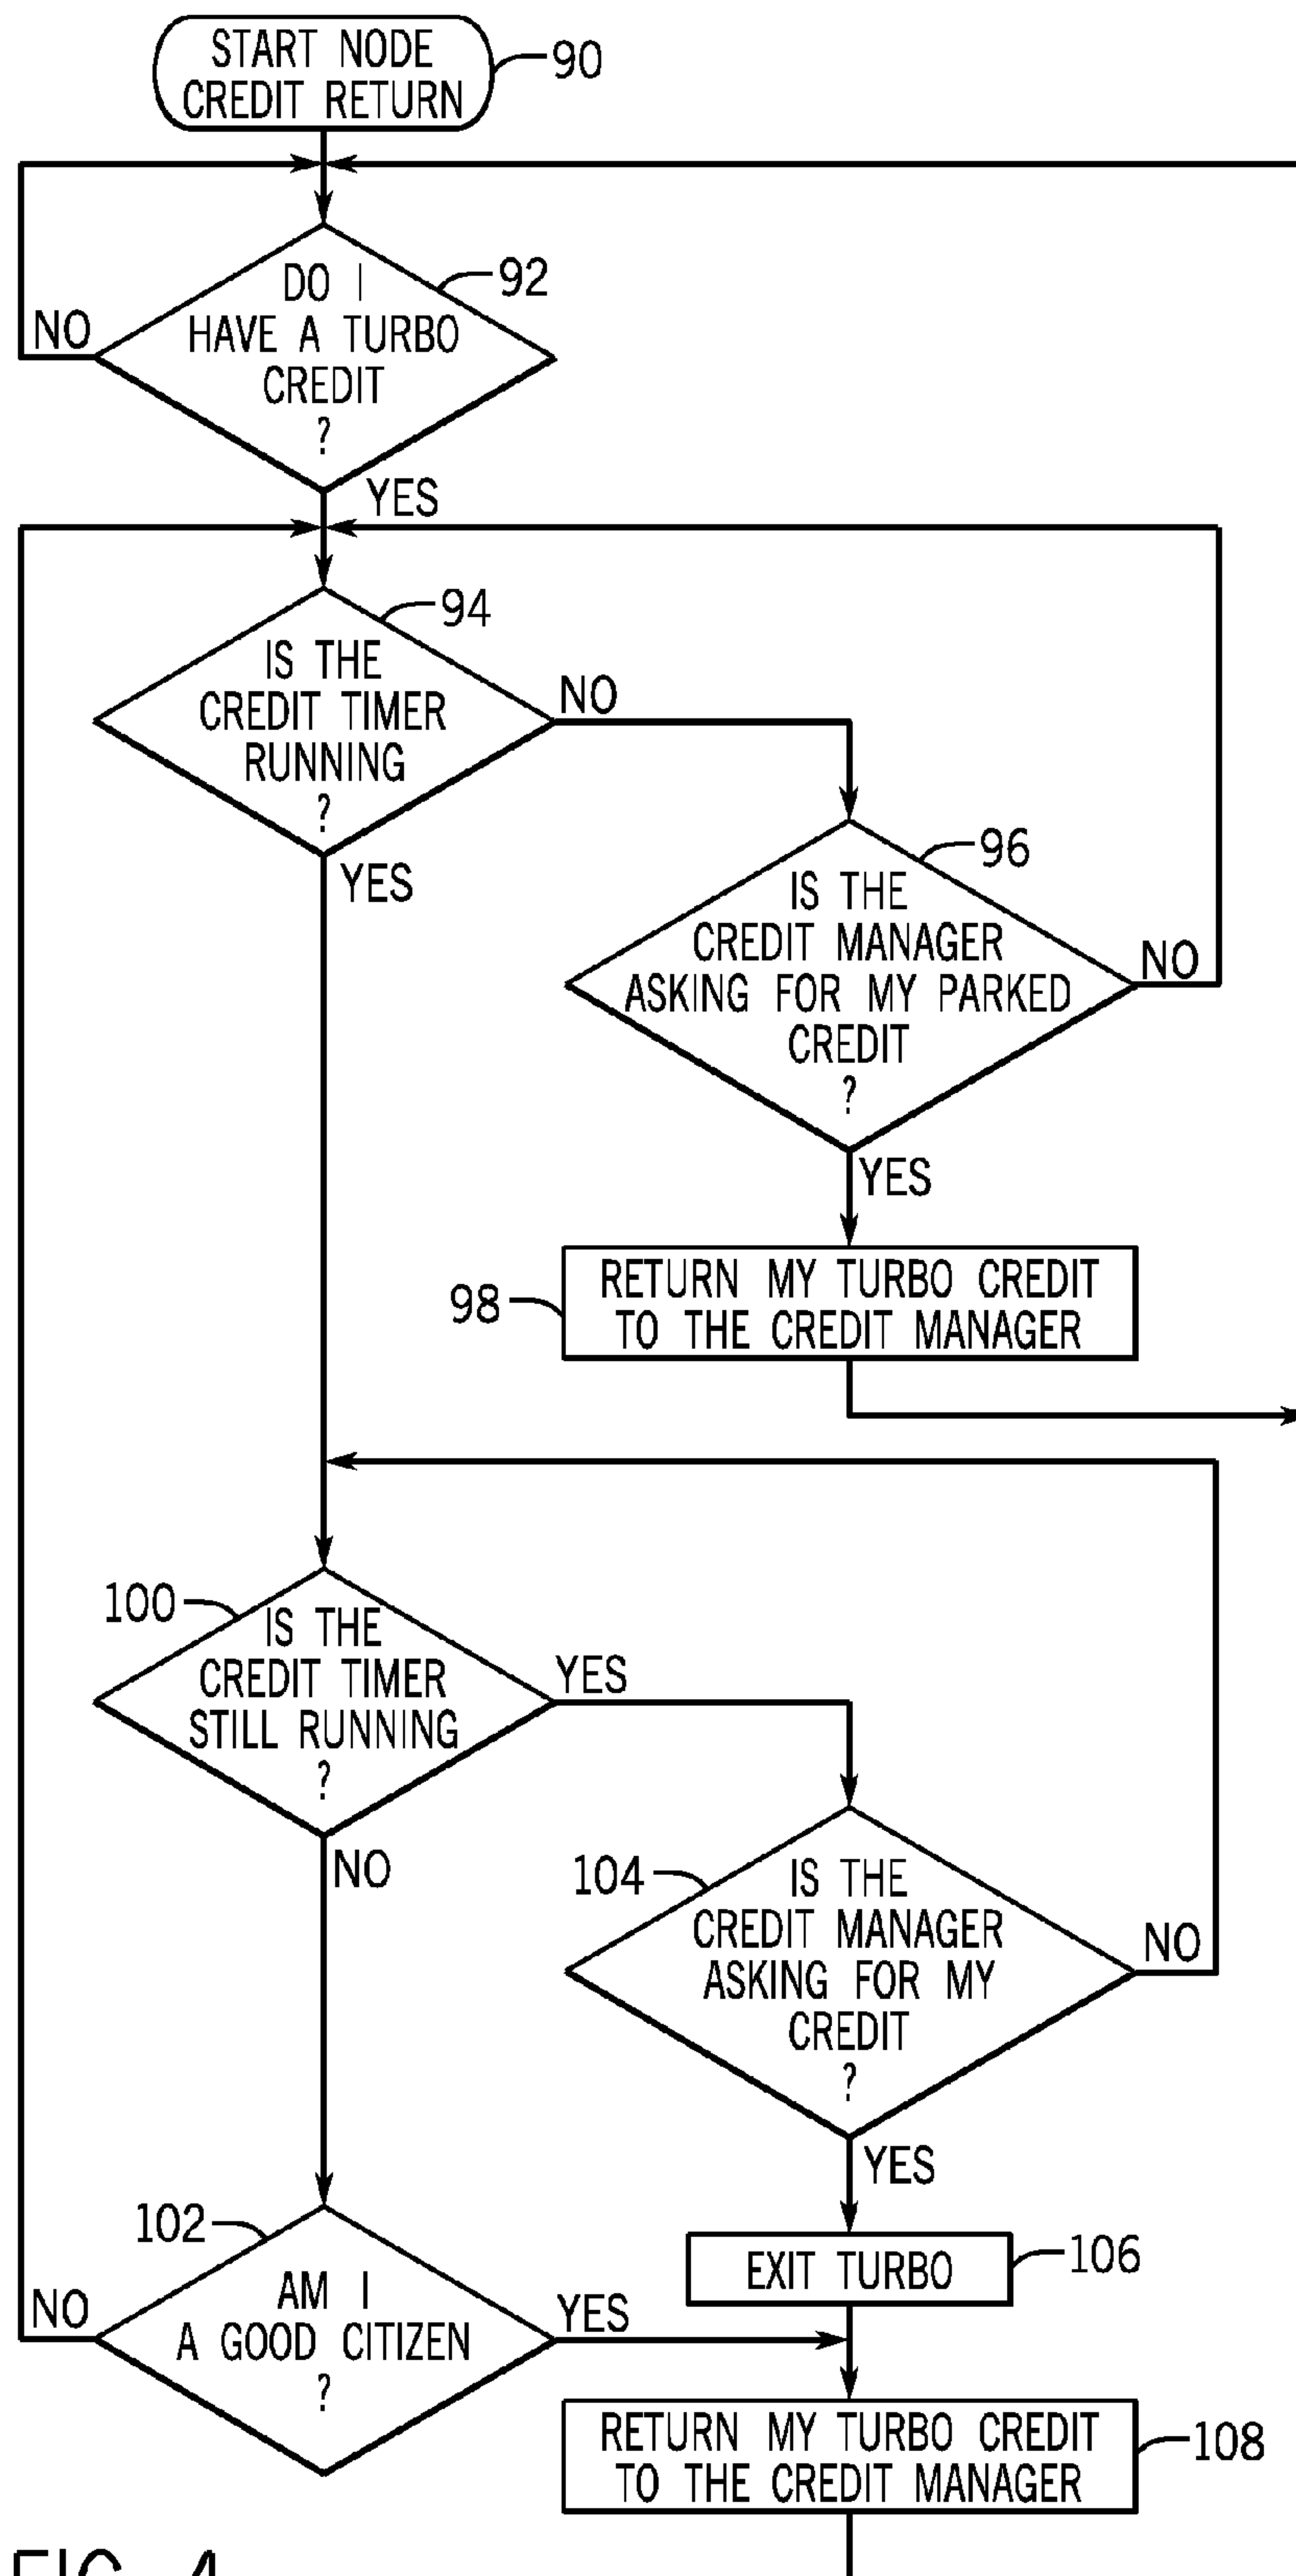 START NODE
CREDIT RETURN
90
DO I
HAVE A TURBO
CREDIT
?
92
NO
YES
IS THE
CREDIT TIMER
RUNNING
?
94
NO
YES
IS THE
CREDIT MANAGER
ASKING FOR MY PARKED
CREDIT
?
96
NO
YES
RETURN MY TURBO CREDIT
TO THE CREDIT MANAGER
98
100
IS THE
CREDIT TIMER
STILL RUNNING
?
YES
NO
104
IS THE
CREDIT MANAGER
ASKING FOR MY
CREDIT
?
NO
YES
102
AM I
A GOOD CITIZEN
?
NO
YES
EXIT TURBO
106
RETURN MY TURBO CREDIT
TO THE CREDIT MANAGER
108
FIG. 4